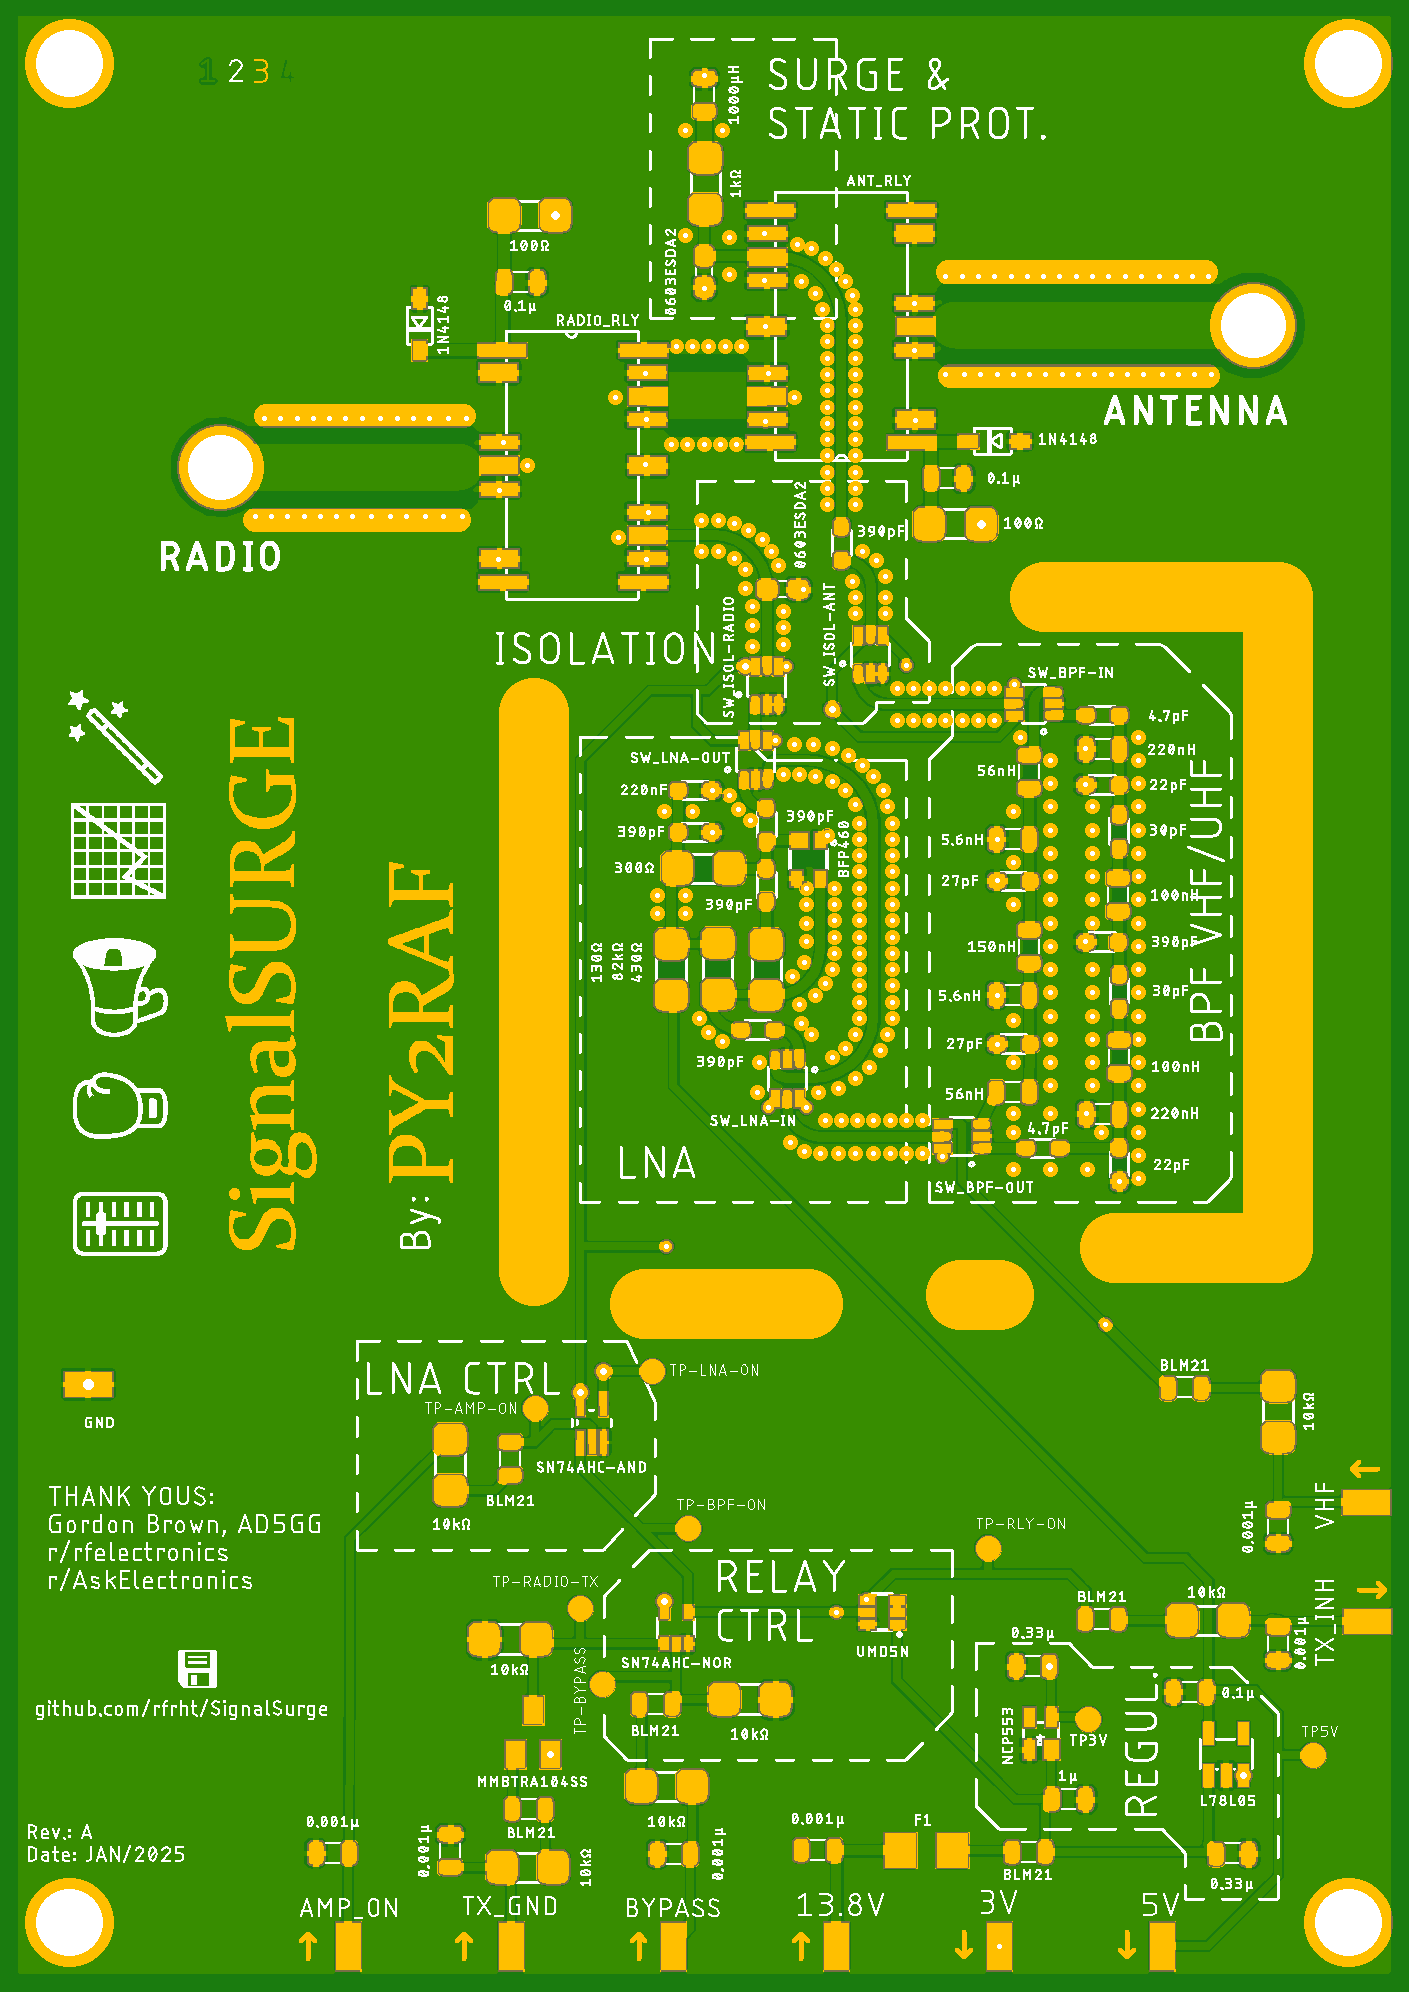 1 2 3 4
SURGE &
STATIC PROT.
1000µH
1kΩ
0603ESDA2
ANT_RLY
100Ω
0.1µ
1N4148
RADIO_RLY
ANTENNA
1N4148
0.1µ
100Ω
RADIO
0603ESDA2
390pF
ISOLATION
SW_ISOL-RADIO
SW_ISOL-ANT
SW_BPF-IN
4.7pF
220nH
22pF
30pF
100nH
390pF
30pF
100nH
220nH
22pF
56nH
5.6nH
27pF
150nH
5.6nH
27pF
56nH
4.7pF
SW_BPF-OUT
BPF VHF/UHF
SW_LNA-OUT
220nF
390pF
300Ω
390pF
BFP460
390pF
130Ω
82kΩ
430Ω
390pF
SW_LNA-IN
LNA
SignalSURGE
By: PY2RAF
GND
LNA CTRL
TP-LNA-ON
TP-AMP-ON
SN74AHC-AND
BLM21
10kΩ
THANK YOUS:
Gordon Brown, AD5GG
r/rfelectronics
r/AskElectronics
github.com/rfrht/SignalSurge
TP-BPF-ON
TP-RLY-ON
TP-RADIO-TX
RELAY
CTRL
UMD5N
SN74AHC-NOR
TP-BYPASS
10kΩ
BLM21
10kΩ
MMBTRA104SS
BLM21
10kΩ
BLM21
10kΩ
VHF
0.001µ
TX_INH
BLM21
10kΩ
0.001µ
0.33µ
0.1µ
NCP553
TP3V
REGUL.
TP5V
L78L05
1µ
Rev.: A
Date: JAN/2025
0.001µ
0.001µ
10kΩ
0.001µ
0.001µ
F1
BLM21
0.33µ
AMP_ON
TX_GND
BYPASS
13.8V
3V
5V